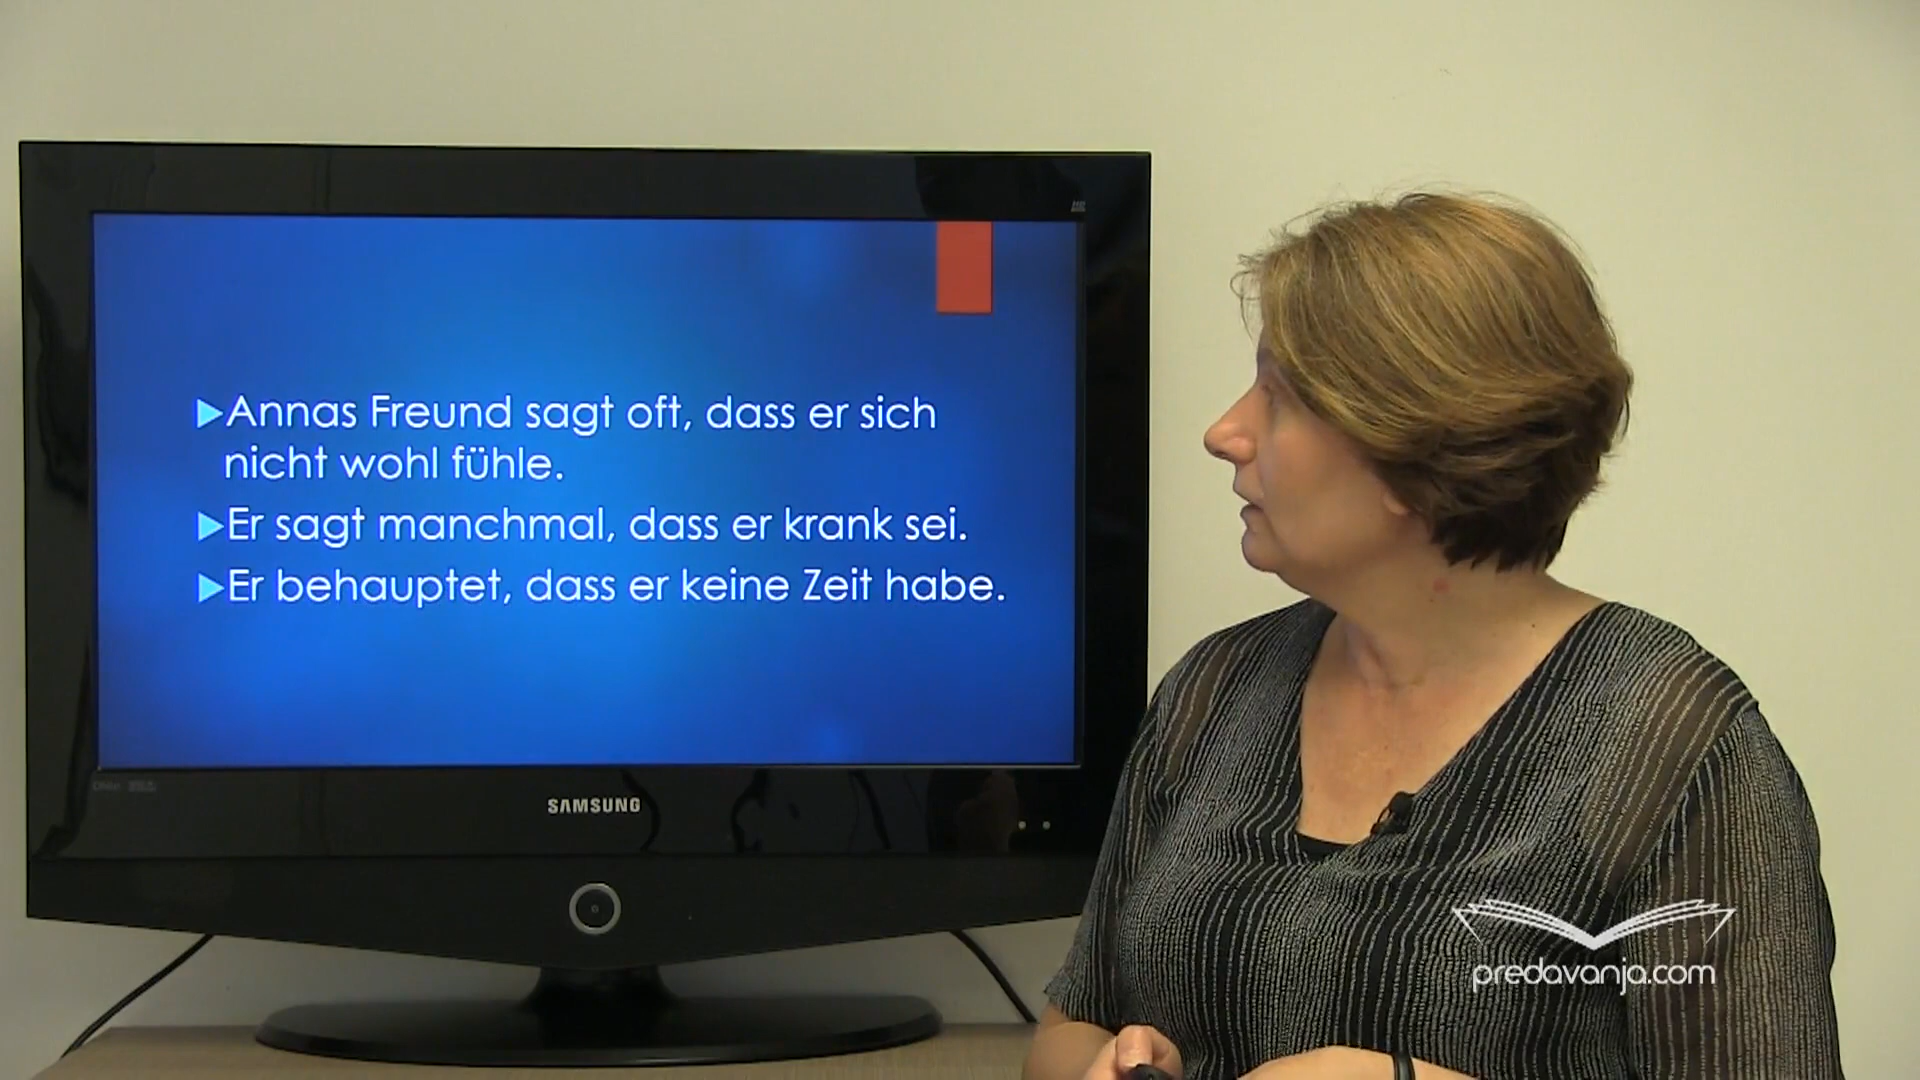 ▶Annas Freund sagt oft, dass er sich
nicht wohl fühle.
▶Er sagt manchmal, dass er krank sei.
▶Er behauptet, dass er keine Zeit habe.
SAMSUNG
predavanja.com